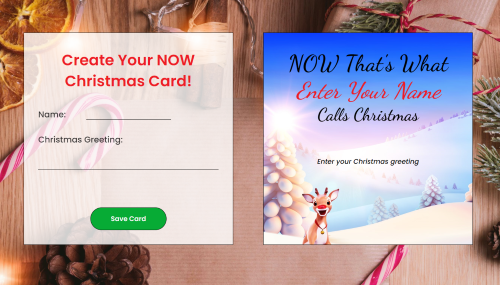 Create Your NOW
Christmas Card!
Name:
Christmas Greeting:
Save Card
NOW That's What
Enter Your Name
Calls Christmas
Enter your Christmas greeting